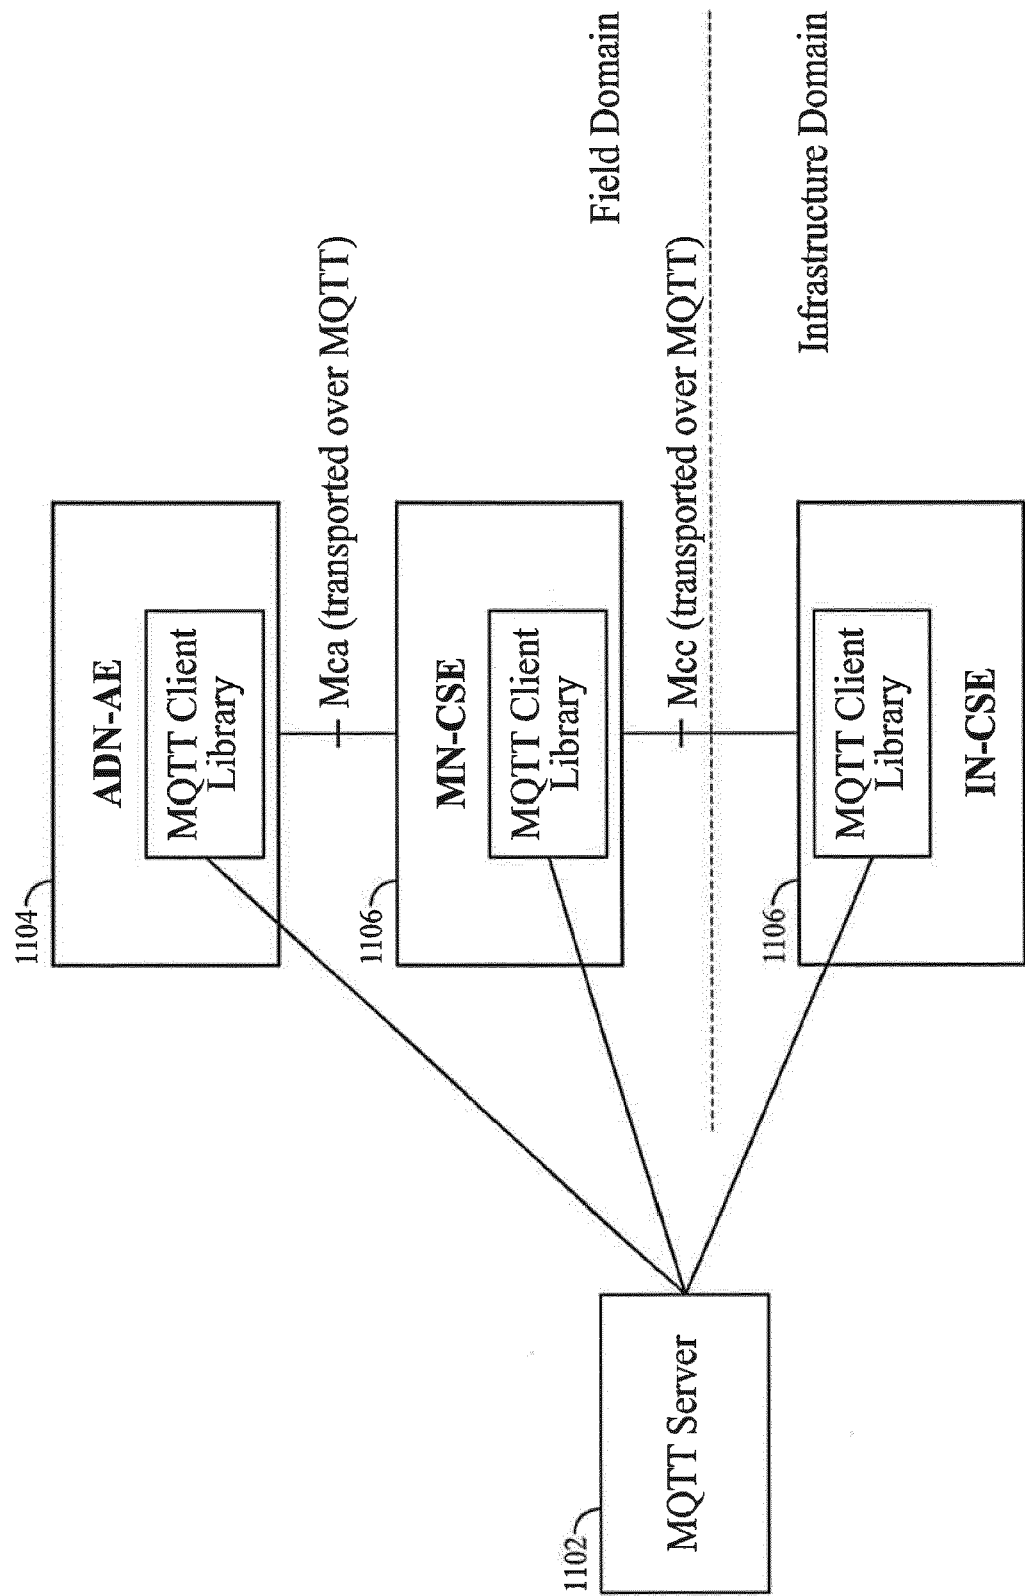 1104
ADN-AE
MQTT Client
Library
Mca (transported over MQTT)
1106
MN-CSE
MQTT Client
Library
Mcc (transported over MQTT)
Field Domain
Infrastructure Domain
1106
MQTT Client
Library
IN-CSE
1102
MQTT Server